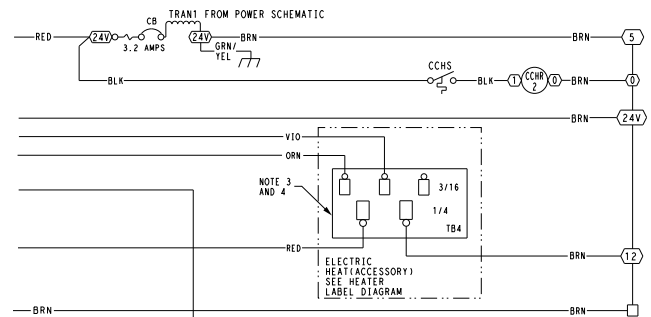 TRAN1 FROM POWER SCHEMATIC
CB
RED 24V 24V BRN BRN 5
3.2 AMPS
GRN/
YEL
CCHS
BLK BLK 1 CCHR 0 BRN 0
2
BRN 24V
VIO
ORN
NOTE 3
AND 4
3/16
1/4
TB4
RED
BRN 12
ELECTRIC
HEAT(ACCESSORY)
SEE HEATER
LABEL DIAGRAM
BRN BRN